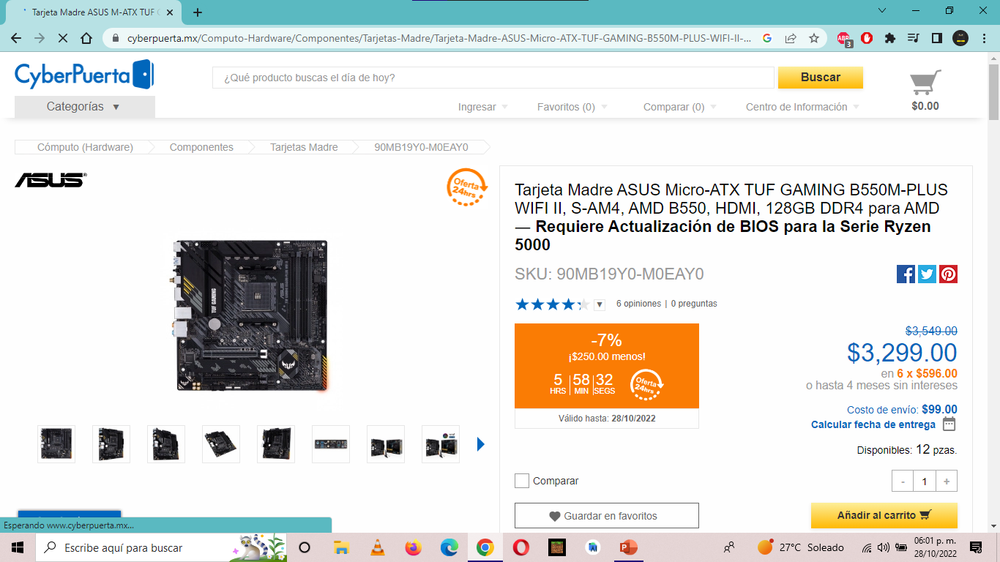 Tarjeta Madre ASUS M-ATX TUF G
cyberpuerta.mx/Computo-Hardware/Componentes/Tarjetas-Madre/Tarjeta-Madre-ASUS-Micro-ATX-TUF-GAMING-B550M-PLUS-WIFI-II-...
ABP
3
CyberPuerta
¿Qué producto buscas el día de hoy?
Buscar
$0.00
Categorías ▼
Ingresar
Favoritos (0)
Comparar (0)
Centro de Información
Cómputo (Hardware)
Componentes
Tarjetas Madre
90MB19Y0-M0EAY0
ASUS
Oferta
24hrs
TUF GAMING
Tarjeta Madre ASUS Micro-ATX TUF GAMING B550M-PLUS
WIFI II, S-AM4, AMD B550, HDMI, 128GB DDR4 para AMD
— Requiere Actualización de BIOS para la Serie Ryzen
5000
SKU: 90MB19Y0-M0EAY0
6 opiniones | 0 preguntas
-7%
¡$250.00 menos!
5 58 32
HRS MIN SEGS
Oferta
24hrs
Válido hasta: 28/10/2022
$3,549.00
$3,299.00
en 6 x $596.00
o hasta 4 meses sin intereses
Costo de envío: $99.00
Calcular fecha de entrega
Disponibles: 12 pzas.
Comparar
- 1 +
Guardar en favoritos
Añadir al carrito
Esperando www.cyberpuerta.mx...
Escribe aquí para buscar
27°C Soleado
06:01 p. m.
28/10/2022